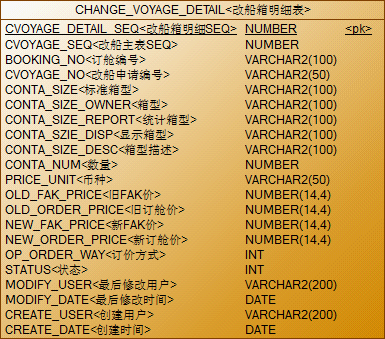 CHANGE_VOYAGE_DETAIL<改船箱明细表>
CVOYAGE_DETAIL_SEQ<改船箱明细SEQ> NUMBER <pk>
CVOYAGE_SEQ<改船主表SEQ> NUMBER
BOOKING_NO<订舱编号> VARCHAR2(100)
CVOYAGE_NO<改船申请编号> VARCHAR2(50)
CONTA_SIZE<标准箱型> VARCHAR2(100)
CONTA_SIZE_OWNER<箱型> VARCHAR2(100)
CONTA_SIZE_REPORT<统计箱型> VARCHAR2(100)
CONTA_SZIE_DISP<显示箱型> VARCHAR2(100)
CONTA_SIZE_DESC<箱型描述> VARCHAR2(100)
CONTA_NUM<数量> NUMBER
PRICE_UNIT<币种> VARCHAR2(50)
OLD_FAK_PRICE<旧FAK价> NUMBER(14,4)
OLD_ORDER_PRICE<旧订舱价> NUMBER(14,4)
NEW_FAK_PRICE<新FAK价> NUMBER(14,4)
NEW_ORDER_PRICE<新订舱价> NUMBER(14,4)
OP_ORDER_WAY<订价方式> INT
STATUS<状态> INT
MODIFY_USER<最后修改用户> VARCHAR2(200)
MODIFY_DATE<最后修改时间> DATE
CREATE_USER<创建用户> VARCHAR2(200)
CREATE_DATE<创建时间> DATE